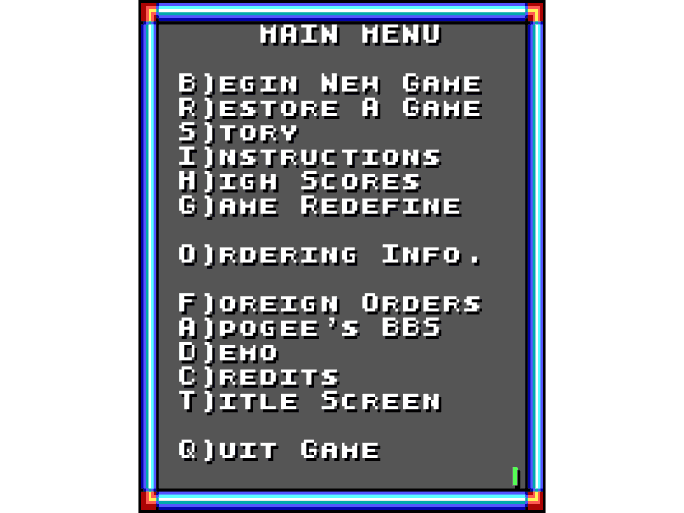 MAIN MENU
B)EGIN NEW GAME
R)ESTORE A GAME
S)TORY
I)NSTRUCTIONS
H)IGH SCORES
G)AME REDEFINE
O)RDERING INFO.
F)OREIGN ORDERS
A)POGEE'S BBS
D)EMO
C)REDITS
T)ITLE SCREEN
Q)UIT GAME